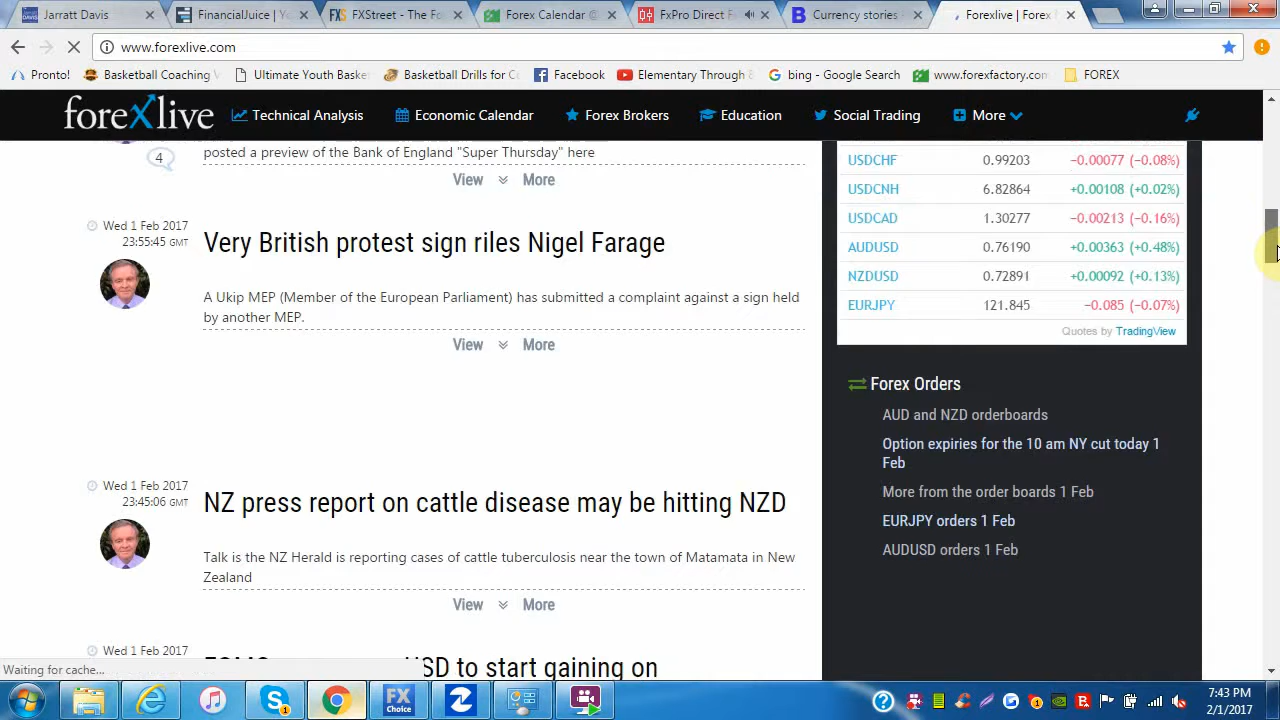 Jarratt Davis
FinancialJuice | Yo
FXStreet - The Fo
Forex Calendar @
FxPro Direct
Currency st
Forexlive | Forex
www.forexlive.com
Pronto!
Basketball Coaching
Ultimate Youth Baske
Basketball Drills for C
Facebook
Elementary Through
Bing - Google Search
www.forexfactory.com
FOREX
forexlive
Technical Analysis
Economic Calendar
Forex Brokers
Education
Social Trading
More
4
posted a preview of the Bank of England "Super Thursday" here
View More
Wed 1 Feb 2017
23:55:45 GMT
Very British protest sign riles Nigel Farage
A Ukip MEP (Member of the European Parliament) has submitted a complaint against a sign held
by another MEP.
View More
Wed 1 Feb 2017
23:45:06 GMT
NZ press report on cattle disease may be hitting NZD
Talk is the NZ Herald is reporting cases of cattle tuberculosis near the town of Matamata in New
Zealand
View More
Wed 1 Feb 2017
SD to start gaining on
USDCHF 0.99203 −0.00077 (−0.08%)
USDCNH 6.82864 +0.00108 (+0.02%)
USDCAD 1.30277 −0.00213 (−0.16%)
AUDUSD 0.76190 +0.00363 (+0.48%)
NZDUSD 0.72891 +0.00092 (+0.13%)
EURJPY 121.845 −0.085 (−0.07%)
Quotes by TradingView
Forex Orders
AUD and NZD orderboards
Option expiries for the 10 am NY cut today 1
Feb
More from the order boards 1 Feb
EURJPY orders 1 Feb
AUDUSD orders 1 Feb
Waiting for cache...
FX
Choice
7:43 PM
2/1/2017